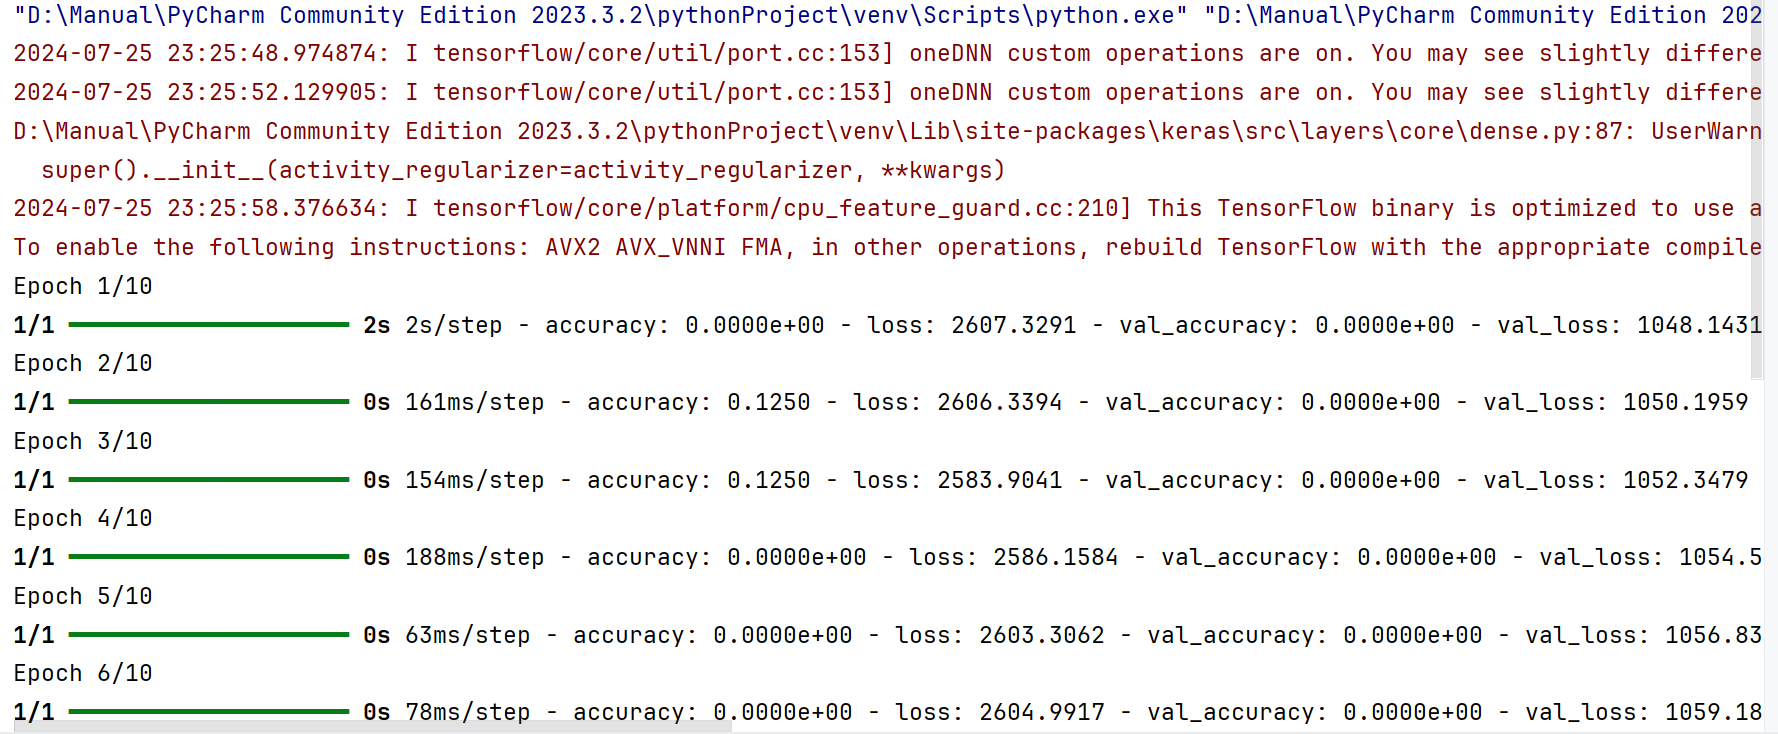 "D:\Manual\PyCharm Community Edition 2023.3.2\pythonProject\venv\Scripts\python.exe" "D:\Manual\PyCharm Community Edition 202
2024-07-25 23:25:48.974874: I tensorflow/core/util/port.cc:153] oneDNN custom operations are on. You may see slightly differe
2024-07-25 23:25:52.129905: I tensorflow/core/util/port.cc:153] oneDNN custom operations are on. You may see slightly differe
D:\Manual\PyCharm Community Edition 2023.3.2\pythonProject\venv\Lib\site-packages\keras\src\layers\core\dense.py:87: UserWarn
  super().__init__(activity_regularizer=activity_regularizer, **kwargs)
2024-07-25 23:25:58.376634: I tensorflow/core/platform/cpu_feature_guard.cc:210] This TensorFlow binary is optimized to use a
To enable the following instructions: AVX2 AVX_VNNI FMA, in other operations, rebuild TensorFlow with the appropriate compile
Epoch 1/10
1/1 2s 2s/step - accuracy: 0.0000e+00 - loss: 2607.3291 - val_accuracy: 0.0000e+00 - val_loss: 1048.1431
Epoch 2/10
1/1 0s 161ms/step - accuracy: 0.1250 - loss: 2606.3394 - val_accuracy: 0.0000e+00 - val_loss: 1050.1959
Epoch 3/10
1/1 0s 154ms/step - accuracy: 0.1250 - loss: 2583.9041 - val_accuracy: 0.0000e+00 - val_loss: 1052.3479
Epoch 4/10
1/1 0s 188ms/step - accuracy: 0.0000e+00 - loss: 2586.1584 - val_accuracy: 0.0000e+00 - val_loss: 1054.5
Epoch 5/10
1/1 0s 63ms/step - accuracy: 0.0000e+00 - loss: 2603.3062 - val_accuracy: 0.0000e+00 - val_loss: 1056.83
Epoch 6/10
1/1 0s 78ms/step - accuracy: 0.0000e+00 - loss: 2604.9917 - val_accuracy: 0.0000e+00 - val_loss: 1059.18